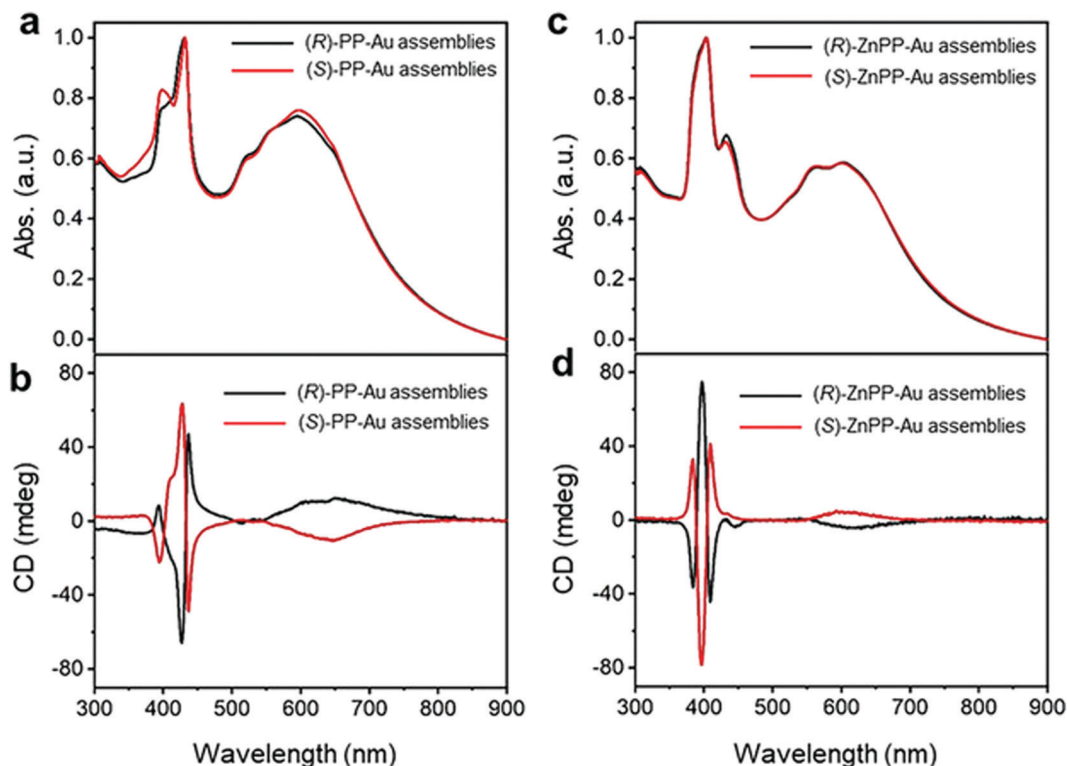 a
(R)-PP-Au assemblies
(S)-PP-Au assemblies
1.0
0.8
0.6
0.4
0.2
0.0
Abs. (a.u.)
b
(R)-PP-Au assemblies
(S)-PP-Au assemblies
80
40
0
-40
-80
CD (mdeg)
300 400 500 600 700 800 900
Wavelength (nm)
c
(R)-ZnPP-Au assemblies
(S)-ZnPP-Au assemblies
1.0
0.8
0.6
0.4
0.2
0.0
Abs. (a.u.)
d
(R)-ZnPP-Au assemblies
(S)-ZnPP-Au assemblies
80
40
0
-40
-80
CD (mdeg)
300 400 500 600 700 800 900
Wavelength (nm)